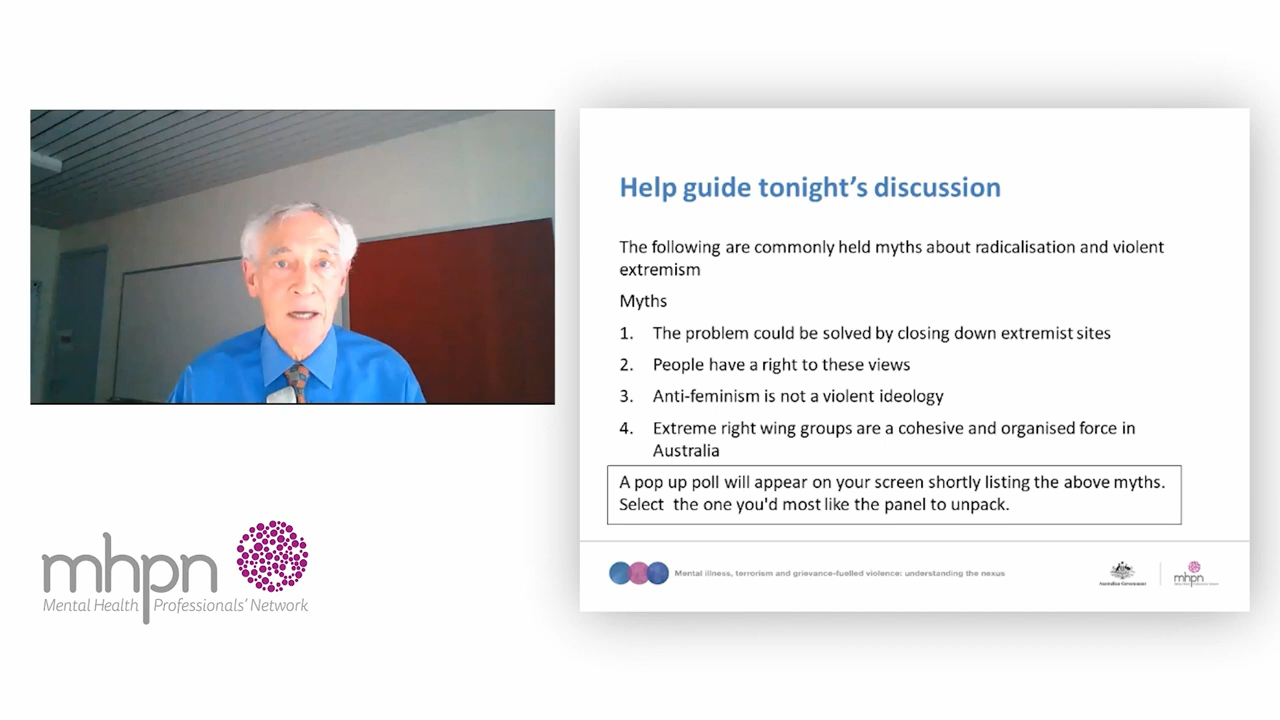 Help guide tonight's discussion
The following are commonly held myths about radicalisation and violent
extremism
Myths
1. The problem could be solved by closing down extremist sites
2. People have a right to these views
3. Anti-feminism is not a violent ideology
4. Extreme right wing groups are a cohesive and organised force in
Australia
A pop up poll will appear on your screen shortly listing the above myths.
Select the one you'd most like the panel to unpack.
Mental illness, terrorism and grievance-fuelled violence: understanding the nexus
Australian Government
mhpn
mhpn
Mental Health Professionals' Network